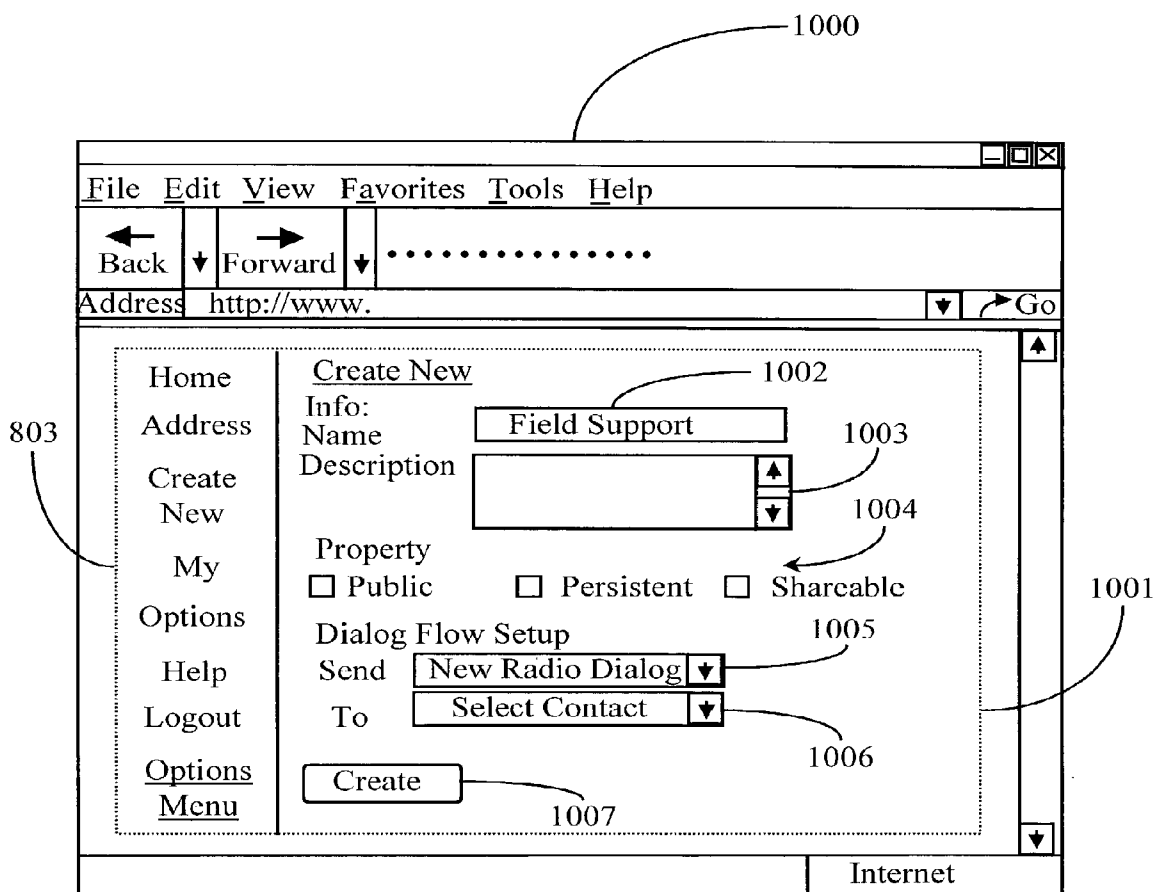 1000
File Edit View Favorites Tools Help
Back Forward
Address http://www. Go
Home
Address
Create
New
My
Options
Help
Logout
Options
Menu
803
Create New
Info:
Name Field Support
1002
Description
1003
1004
Property
Public Persistent Shareable
1001
Dialog Flow Setup
1005
Send New Radio Dialog
To Select Contact
1006
Create
1007
Internet